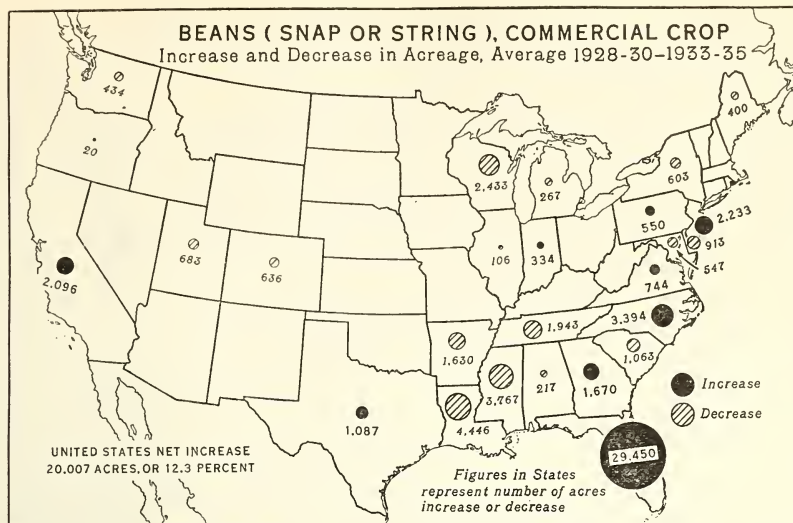 BEANS ( SNAP OR STRING ), COMMERCIAL CROP
Increase and Decrease in Acreage, Average 1928-30–1933-35
434
400
20
2.433
267
603
550
2.233
683
636
106
334
913
547
2.096
744
3.394
1,943
1,630
1,063
3,767
217
1,670
Increase
1.087
4,446
Decrease
29,450
UNITED STATES NET INCREASE
20.007 ACRES, OR 12.3 PERCENT
Figures in States
represent number of acres
increase or decrease